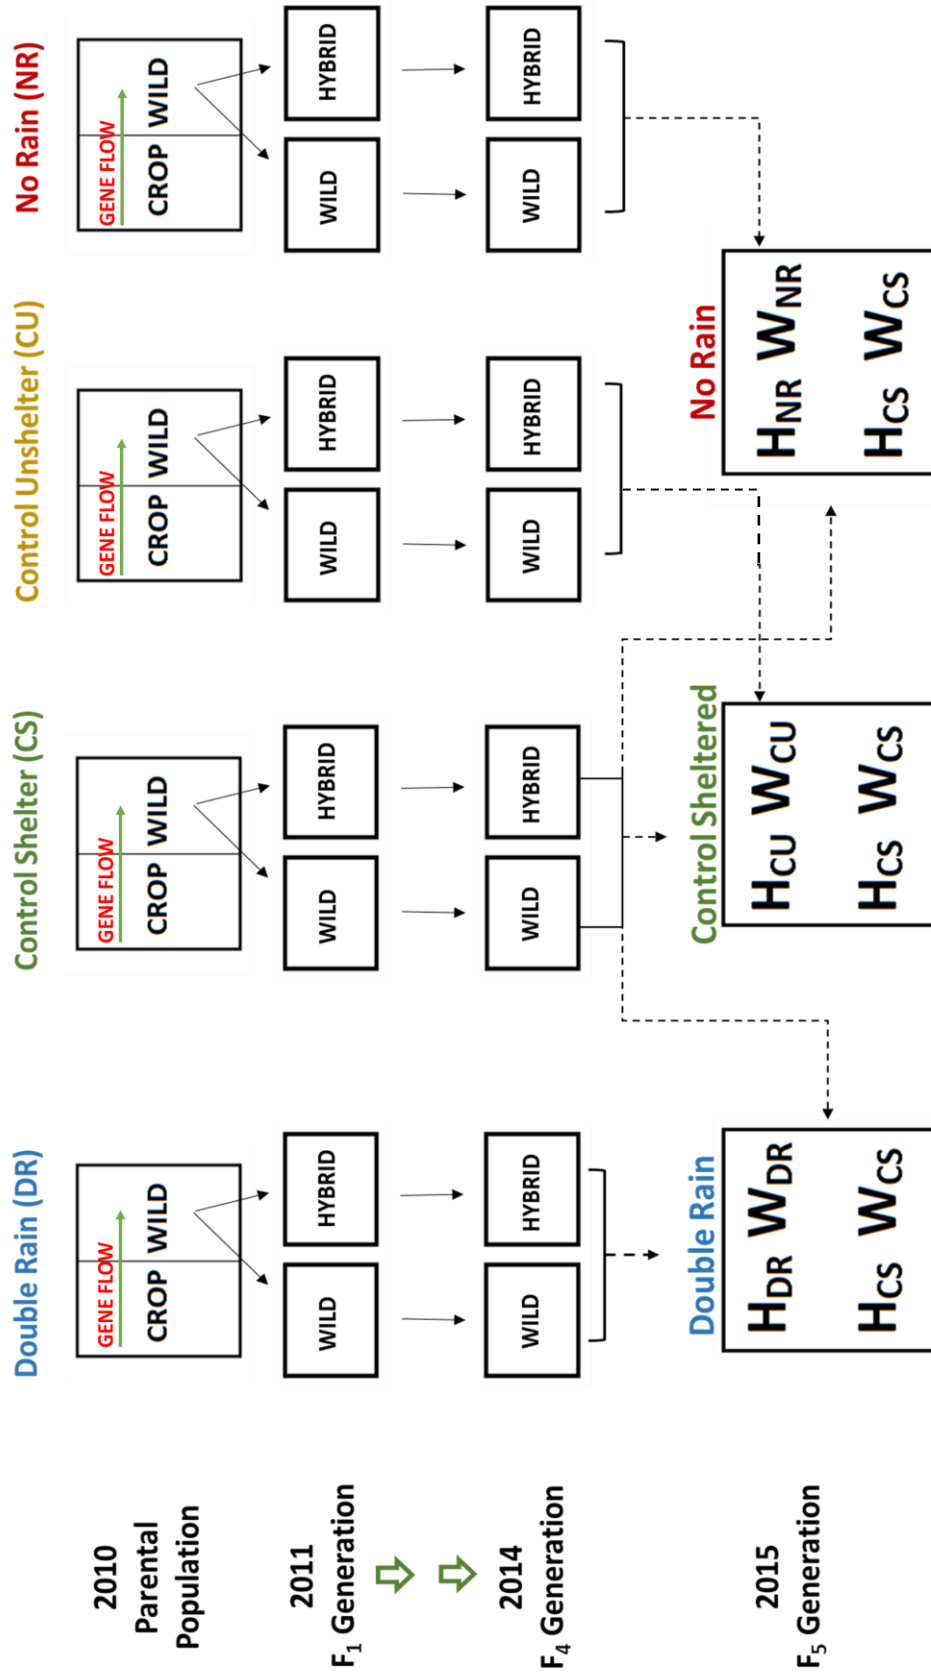 Double Rain (DR)
Control Shelter (CS)
Control Unshelter (CU)
No Rain (NR)
2010
Parental
Population
GENE FLOW
CROP WILD
GENE FLOW
CROP WILD
GENE FLOW
CROP WILD
GENE FLOW
CROP WILD
2011
F₁ Generation
WILD
HYBRID
WILD
HYBRID
WILD
HYBRID
WILD
HYBRID
2014
F₄ Generation
WILD
HYBRID
WILD
HYBRID
WILD
HYBRID
WILD
HYBRID
2015
F₅ Generation
Double Rain
HDR WDR
HCS WCS
Control Sheltered
HCU WCU
HCS WCS
No Rain
HNR WNR
HCS WCS